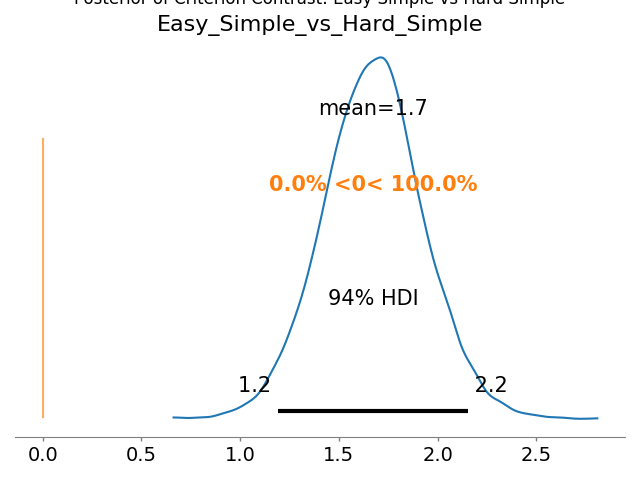 Posterior of Criterion Contrast: Easy Simple vs Hard Simple
Easy_Simple_vs_Hard_Simple
mean=1.7
0.0% <0< 100.0%
94% HDI
1.2 2.2
0.0 0.5 1.0 1.5 2.0 2.5